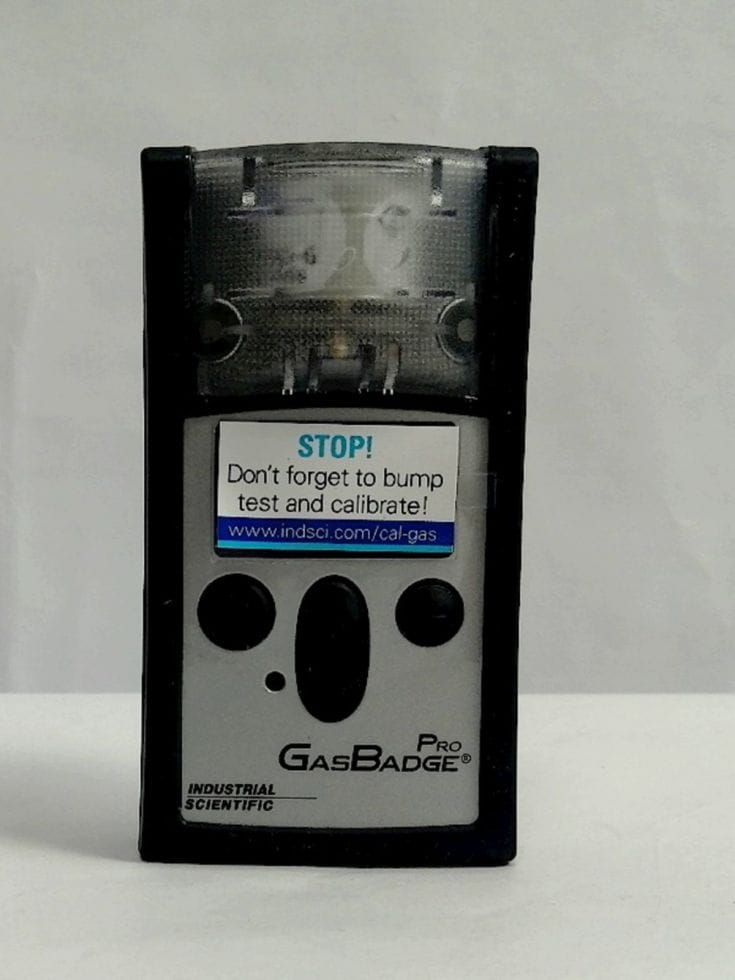 STOP!
Don't forget to bump
test and calibrate!
www.indsci.com/cal-gas
PRO
GASBADGE®
INDUSTRIAL
SCIENTIFIC